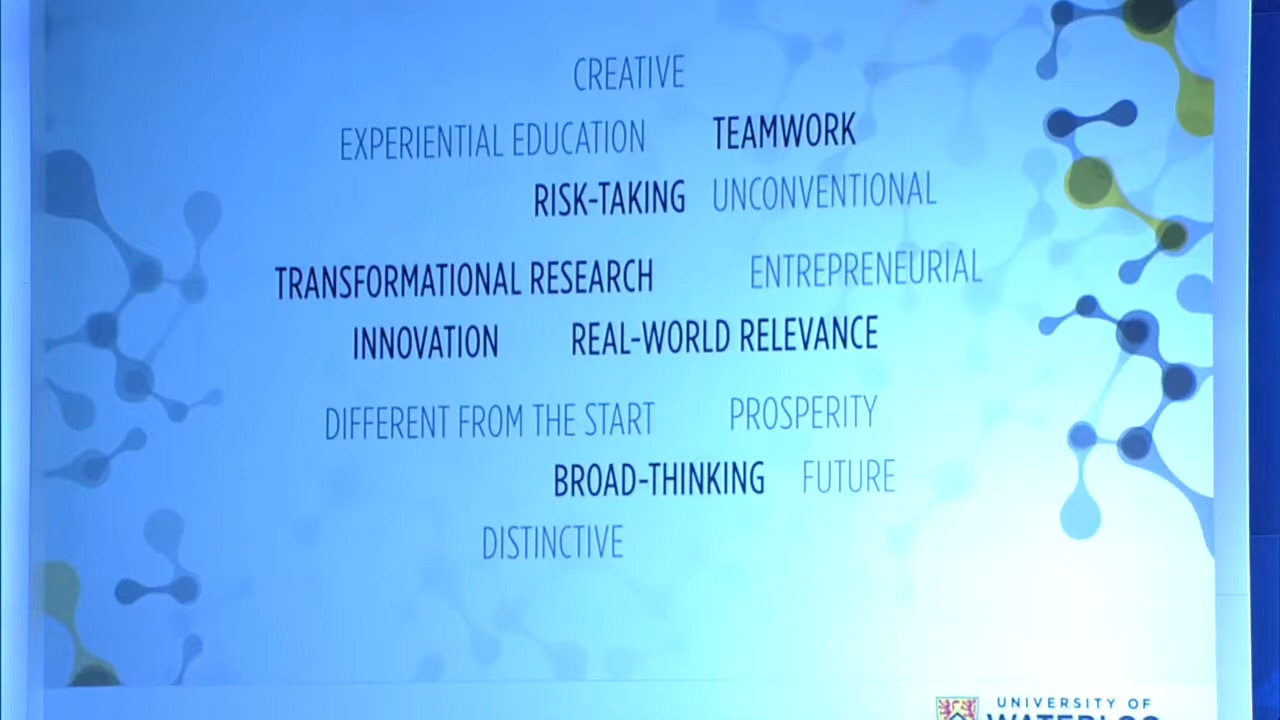 CREATIVE
EXPERIENTIAL EDUCATION TEAMWORK
RISK-TAKING UNCONVENTIONAL
TRANSFORMATIONAL RESEARCH ENTREPRENEURIAL
INNOVATION REAL-WORLD RELEVANCE
DIFFERENT FROM THE START PROSPERITY
BROAD-THINKING FUTURE
DISTINCTIVE
UNIVERSITY OF
WATERLOO